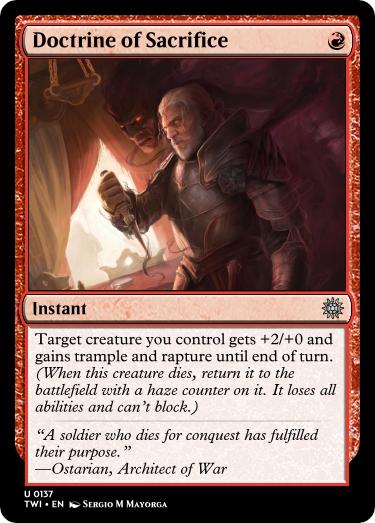 Doctrine of Sacrifice
Instant
Target creature you control gets +2/+0 and
gains trample and rapture until end of turn.
(When this creature dies, return it to the
battlefield with a haze counter on it. It loses all
abilities and can't block.)
“A soldier who dies for conquest has fulfilled
their purpose.”
—Ostarian, Architect of War
U 0137
TWI • EN Sergio M Mayorga